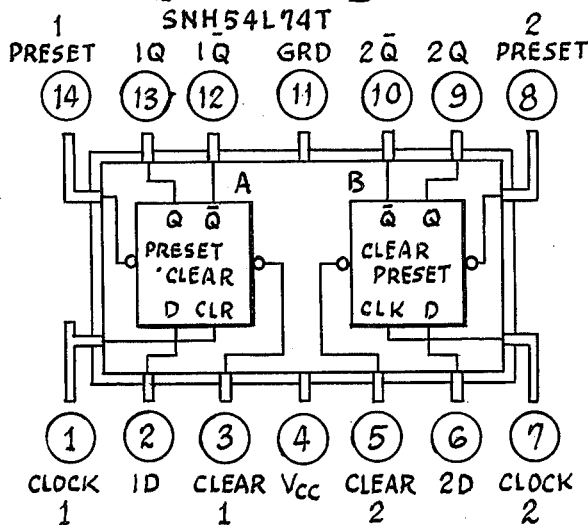 SNH54L74T
1 2
PRESET 1Q 1Q̅ GRD 2Q̅ 2Q PRESET
14 13 12 11 10 9 8
A B
Q Q̅ Q̅ Q
PRESET CLEAR
CLEAR PRESET
D CLR CLK D
1 2 3 4 5 6 7
CLOCK 1D CLEAR VCC CLEAR 2D CLOCK
1 1 2 2